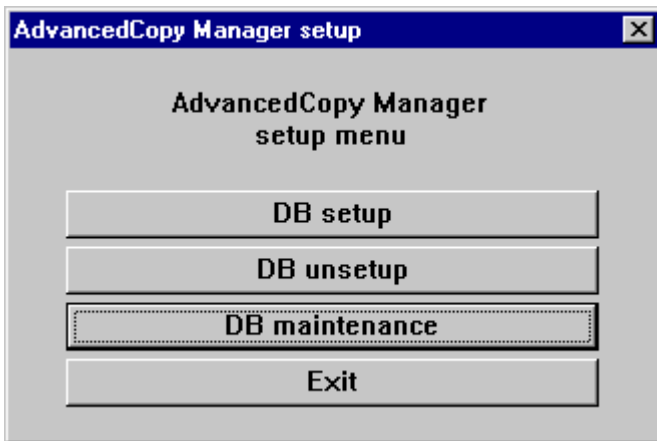 AdvancedCopy Manager setup
AdvancedCopy Manager
setup menu
DB setup
DB unsetup
DB maintenance
Exit